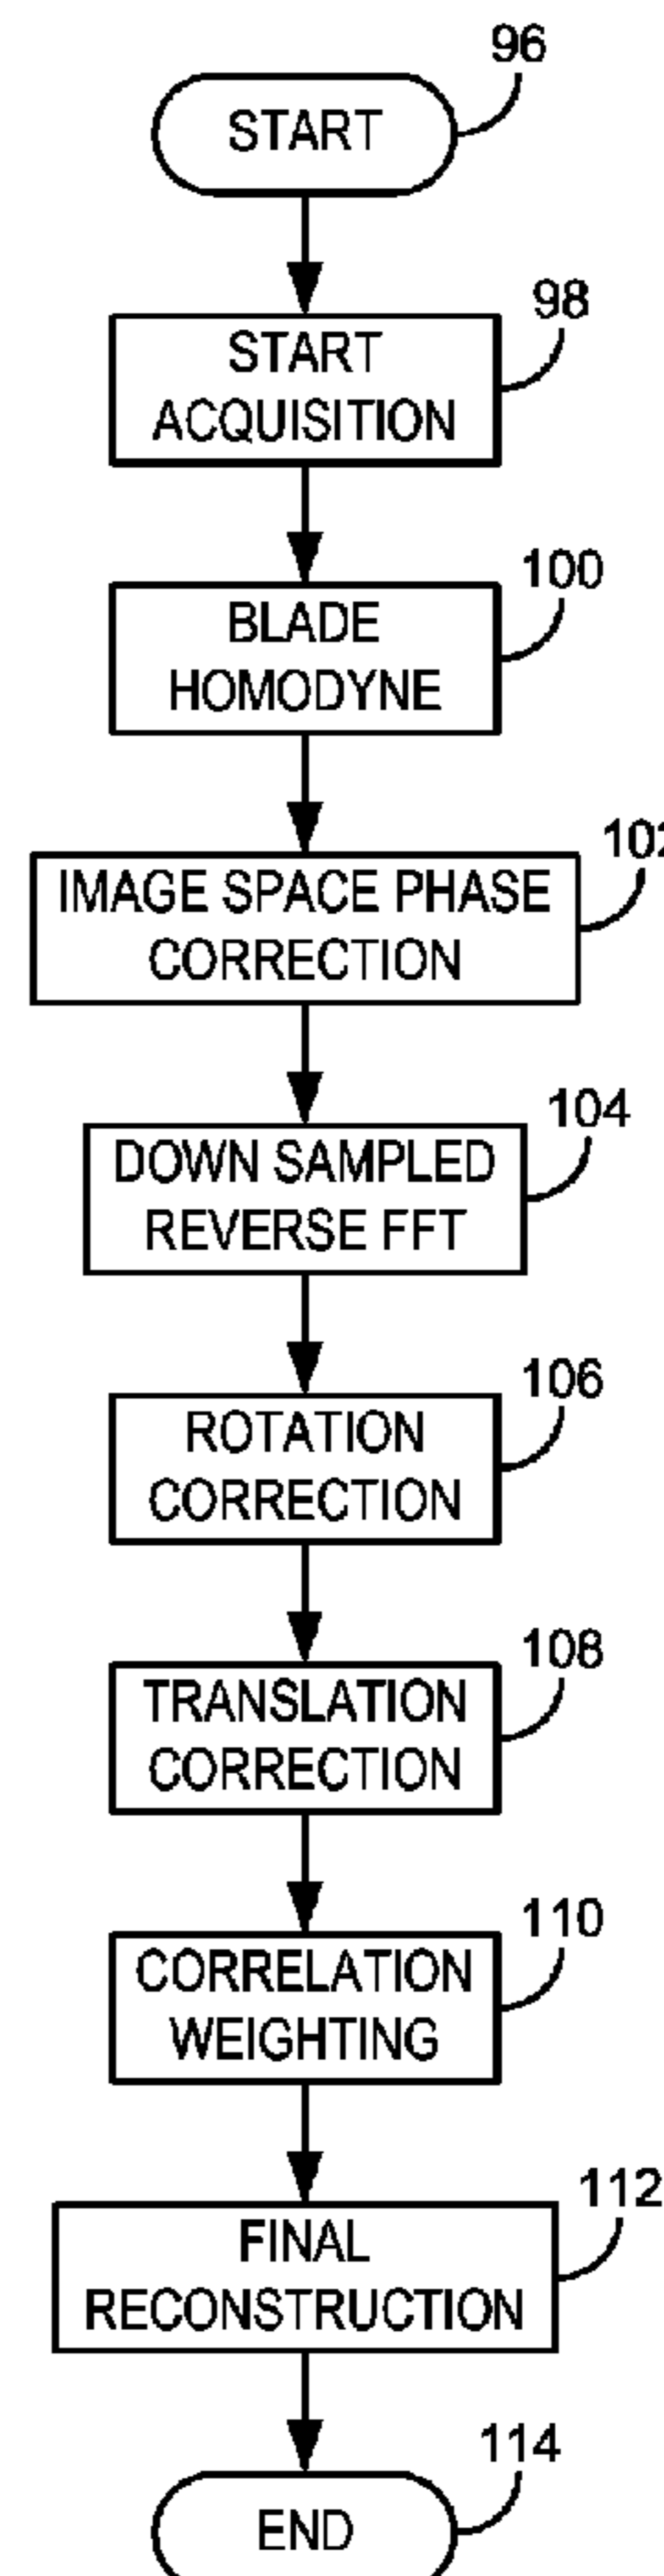 96
START
98
START
ACQUISITION
100
BLADE
HOMODYNE
102
IMAGE SPACE PHASE
CORRECTION
104
DOWN SAMPLED
REVERSE FFT
106
ROTATION
CORRECTION
108
TRANSLATION
CORRECTION
110
CORRELATION
WEIGHTING
112
FINAL
RECONSTRUCTION
114
END